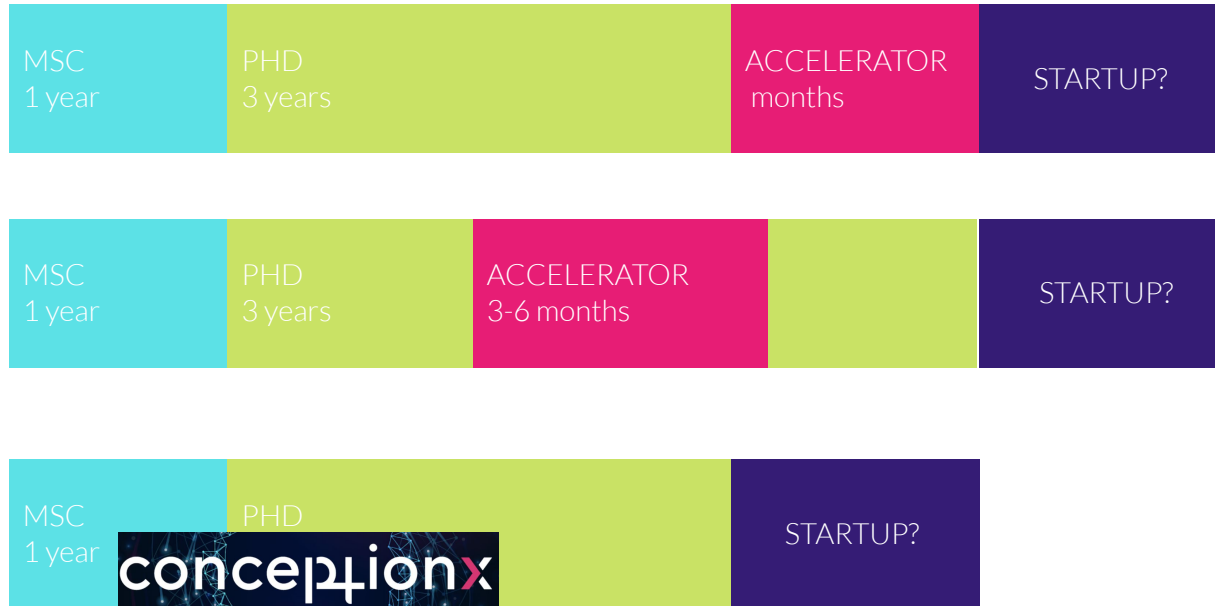 MSC
1 year
PHD
3 years
ACCELERATOR
months
STARTUP?
MSC
1 year
PHD
3 years
ACCELERATOR
3-6 months
STARTUP?
MSC
1 year
PHD
STARTUP?
conceptionx